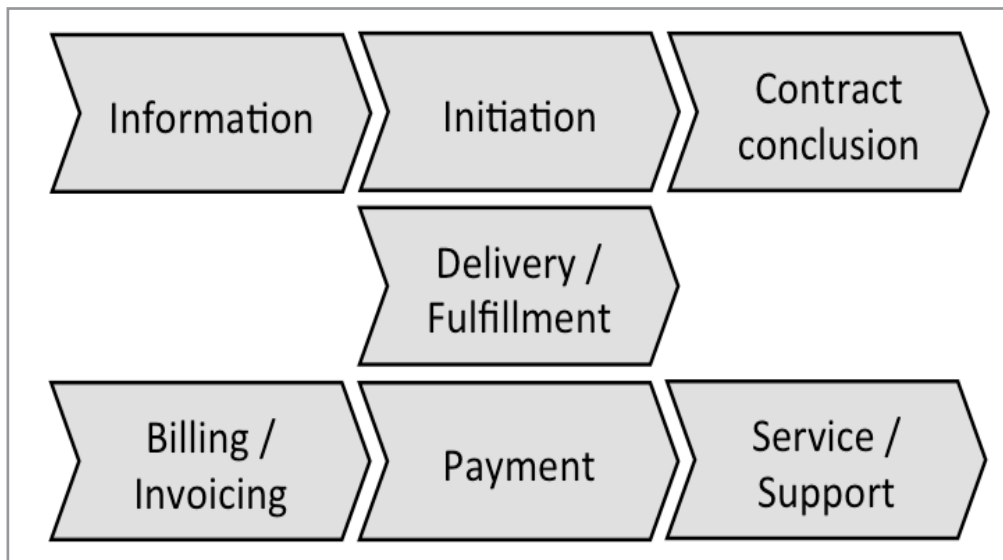 Information
Initiation
Contract
conclusion
Delivery /
Fulfillment
Billing /
Invoicing
Payment
Service /
Support